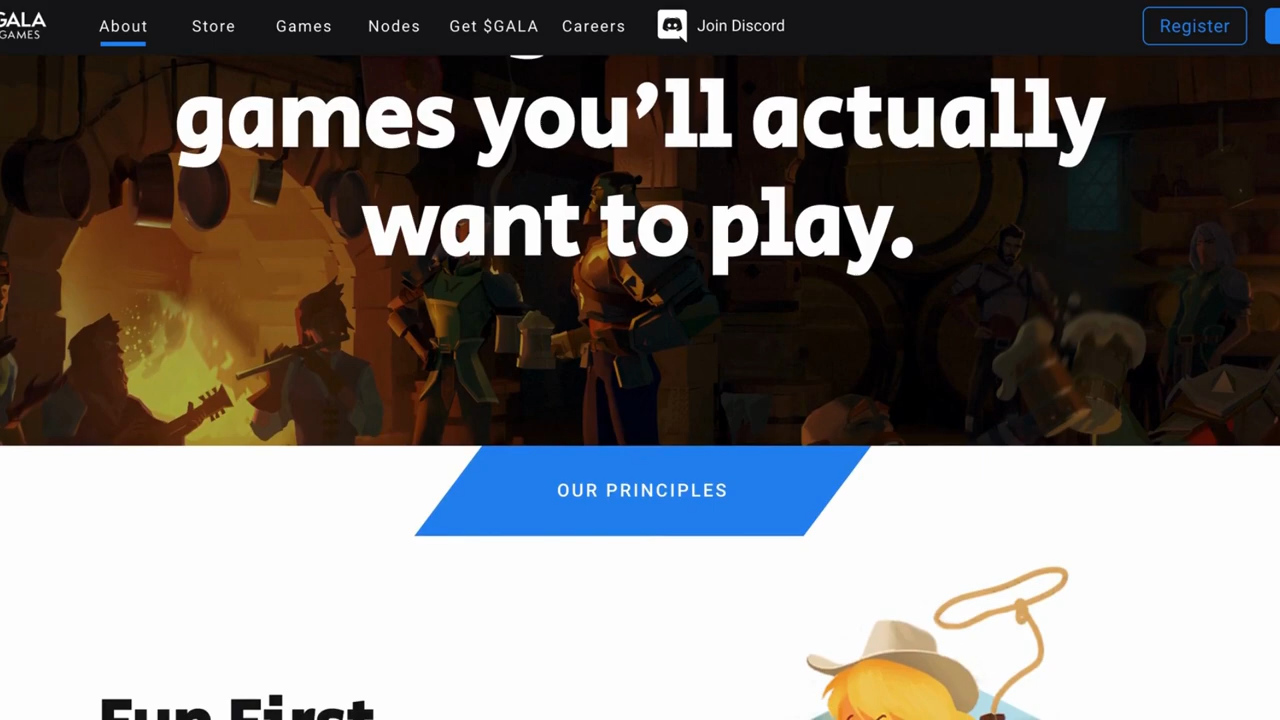 GALA
GAMES
About
Store
Games
Nodes
Get $GALA
Careers
Join Discord
Register
games you’ll actually
want to play.
OUR PRINCIPLES
Fun First